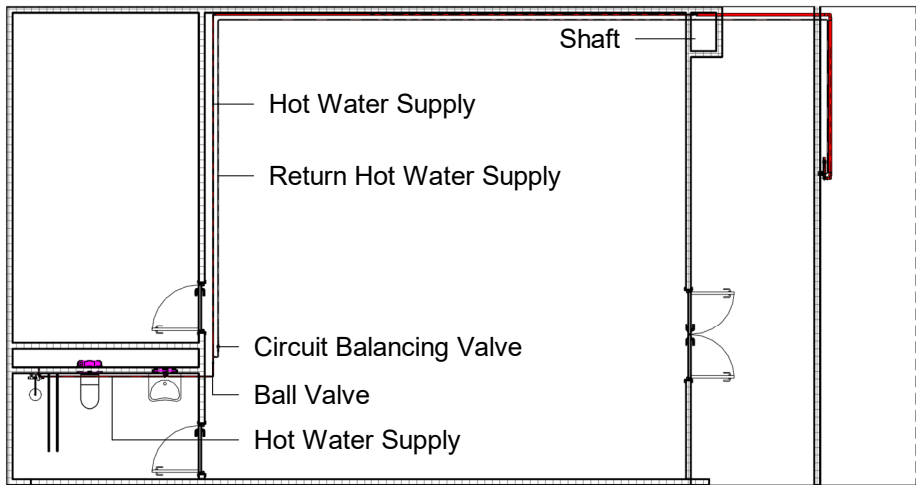 Shaft
Hot Water Supply
Return Hot Water Supply
Circuit Balancing Valve
Ball Valve
Hot Water Supply